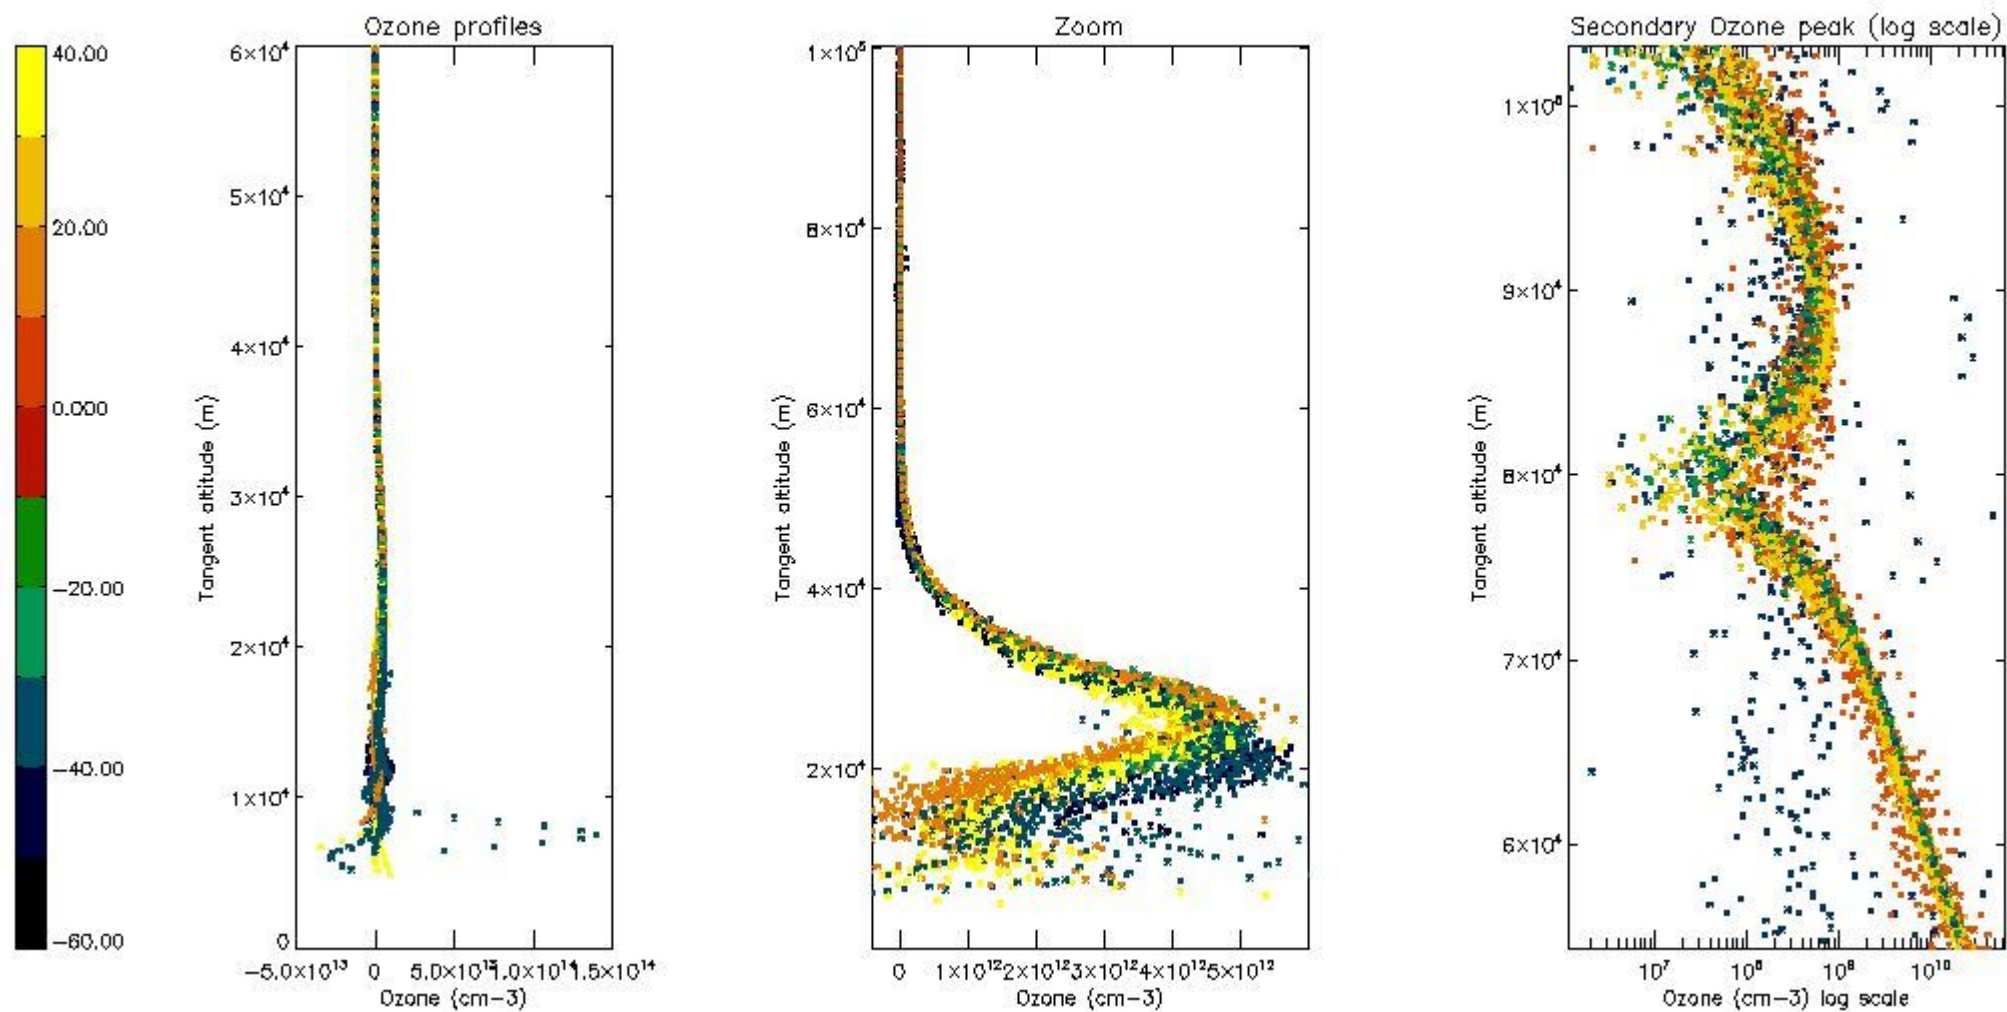 Ozone profiles
Zoom
Secondary Ozone peak (log scale)
40.00
20.00
0.000
−20.00
−40.00
−60.00
6×10⁴
5×10⁴
4×10⁴
3×10⁴
2×10⁴
1×10⁴
0
Tangent altitude (m)
−5.0×10¹³ 0 5.0×10¹³ 1.0×10¹⁴ 1.5×10¹⁴
Ozone (cm−3)
1×10⁵
8×10⁴
6×10⁴
4×10⁴
2×10⁴
Tangent altitude (m)
0 1×10¹² 2×10¹² 3×10¹² 4×10¹² 5×10¹²
Ozone (cm−3)
1×10⁵
9×10⁴
8×10⁴
7×10⁴
6×10⁴
Tangent altitude (m)
10⁷ 10⁸ 10⁹ 10¹⁰
Ozone (cm−3) log scale